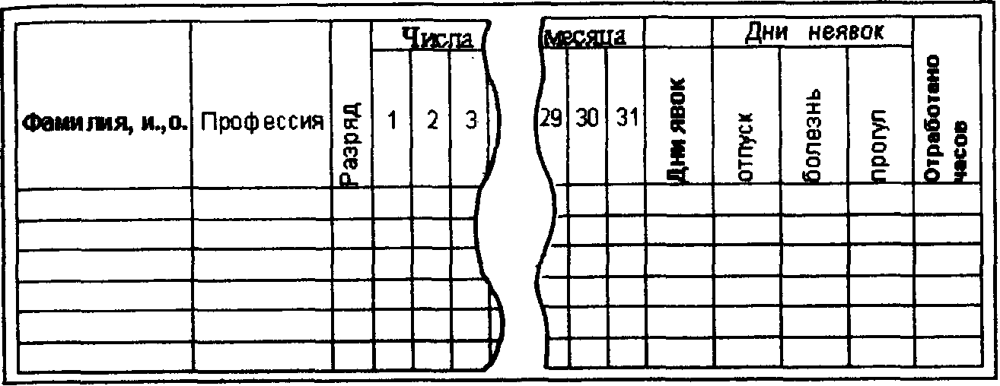 Числа месяца
Дни неявок
Фамилия, и.,о.
Профессия
Разряд
1
2
3
29
30
31
Дни явок
отпуск
болезнь
прогул
Отработано
часов